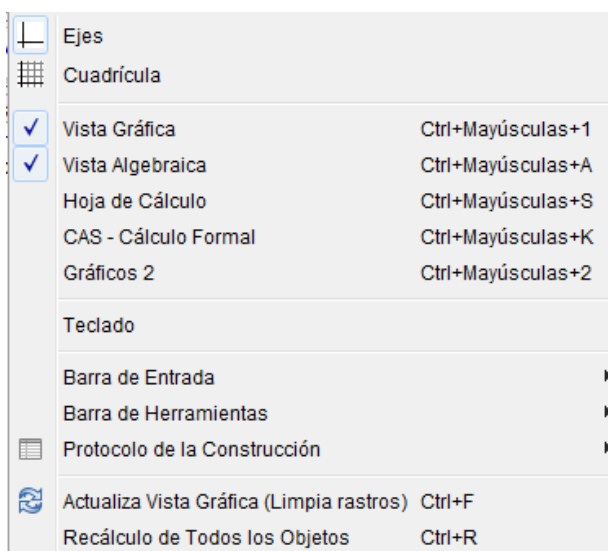 Ejes
Cuadrícula
Vista Gráfica Ctrl+Mayúsculas+1
Vista Algebraica Ctrl+Mayúsculas+A
Hoja de Cálculo Ctrl+Mayúsculas+S
CAS - Cálculo Formal Ctrl+Mayúsculas+K
Gráficos 2 Ctrl+Mayúsculas+2
Teclado
Barra de Entrada
Barra de Herramientas
Protocolo de la Construcción
Actualiza Vista Gráfica (Limpia rastros) Ctrl+F
Recálculo de Todos los Objetos Ctrl+R